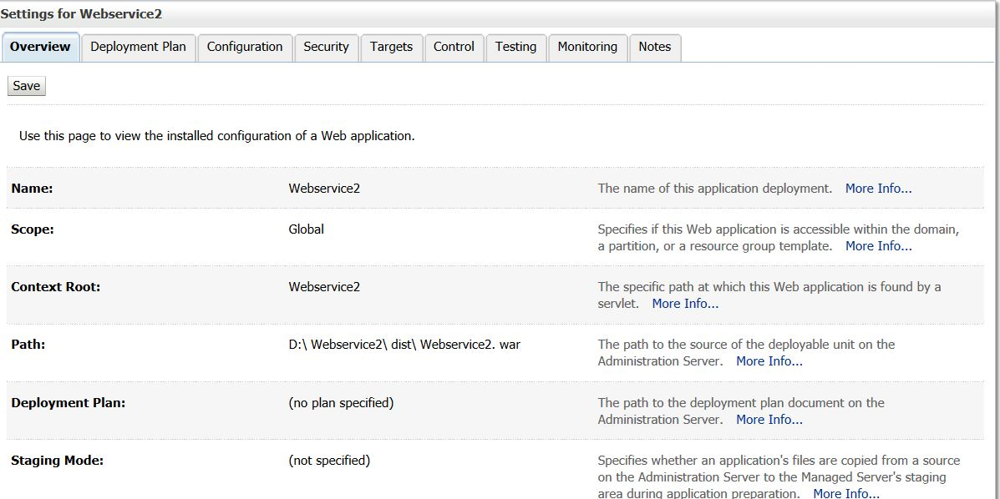 Settings for Webservice2
Overview Deployment Plan Configuration Security Targets Control Testing Monitoring Notes
Save
Use this page to view the installed configuration of a Web application.
Name: Webservice2 The name of this application deployment. More Info...
Scope: Global Specifies if this Web application is accessible within the domain,
a partition, or a resource group template. More Info...
Context Root: Webservice2 The specific path at which this Web application is found by a
servlet. More Info...
Path: D:\ Webservice2\ dist\ Webservice2. war The path to the source of the deployable unit on the
Administration Server. More Info...
Deployment Plan: (no plan specified) The path to the deployment plan document on the
Administration Server. More Info...
Staging Mode: (not specified) Specifies whether an application's files are copied from a source
on the Administration Server to the Managed Server's staging
area during application preparation. More Info...